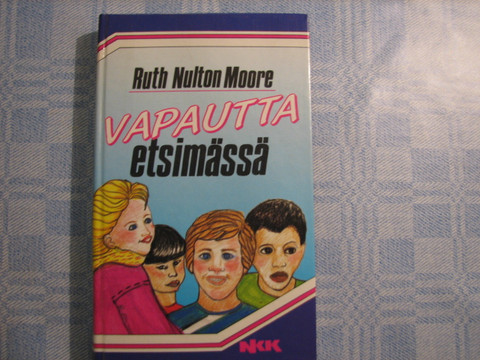 Ruth Nulton Moore
VAPAUTTA
etsimässä
NKK